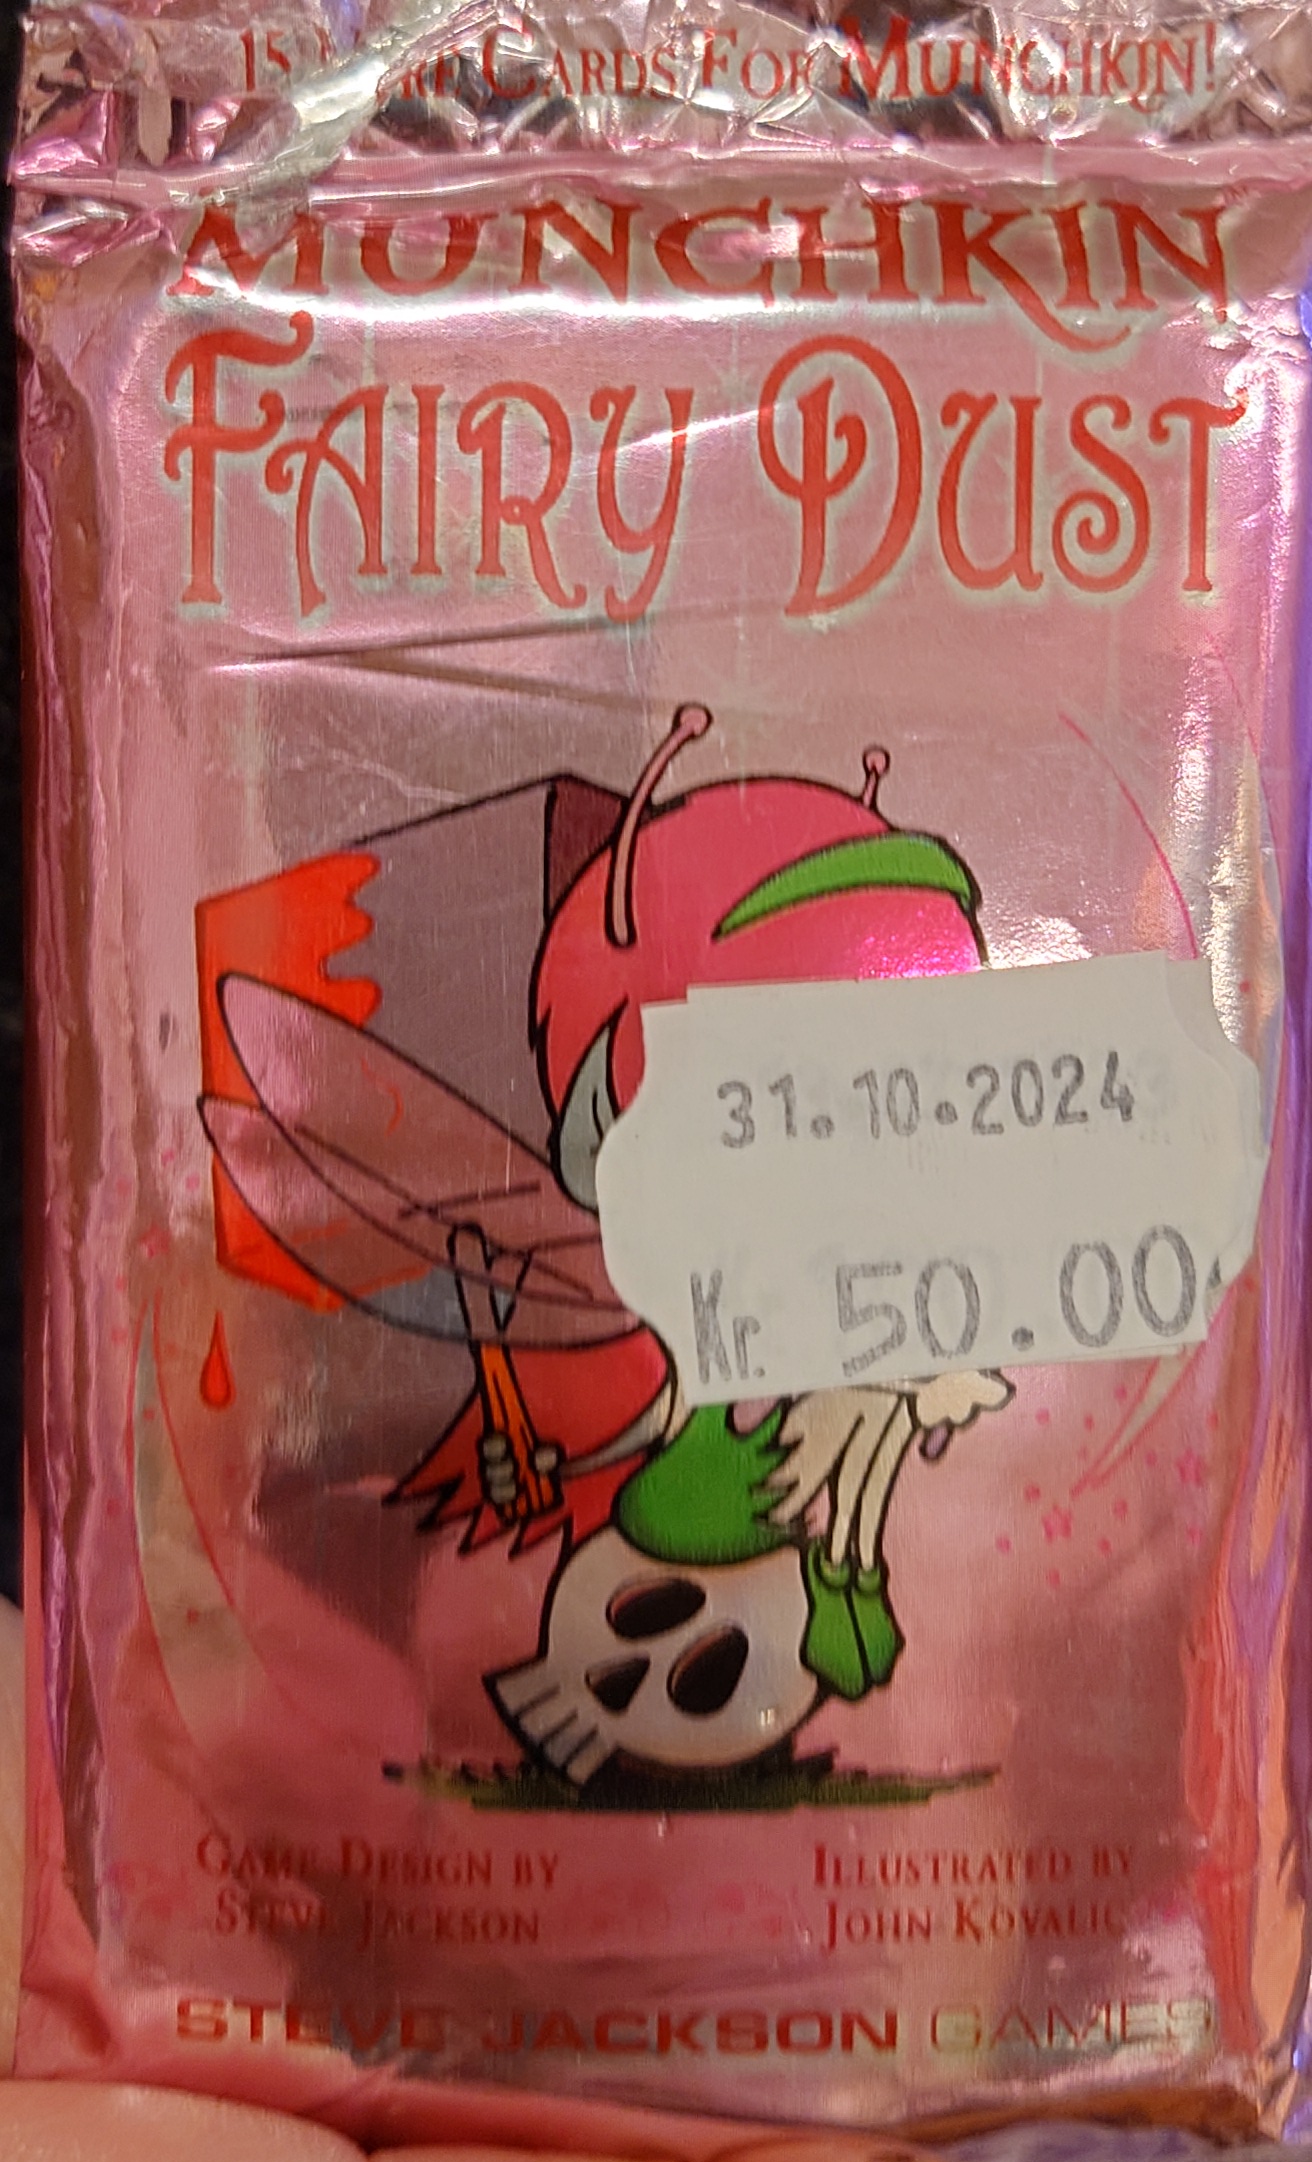 15 More Cards For Munchkin!
Munchkin
Fairy Dust
31.10.2024
Kr. 50.00
Game Design by
Steve Jackson
Illustrated by
John Kovalic
STEVE JACKSON GAMES